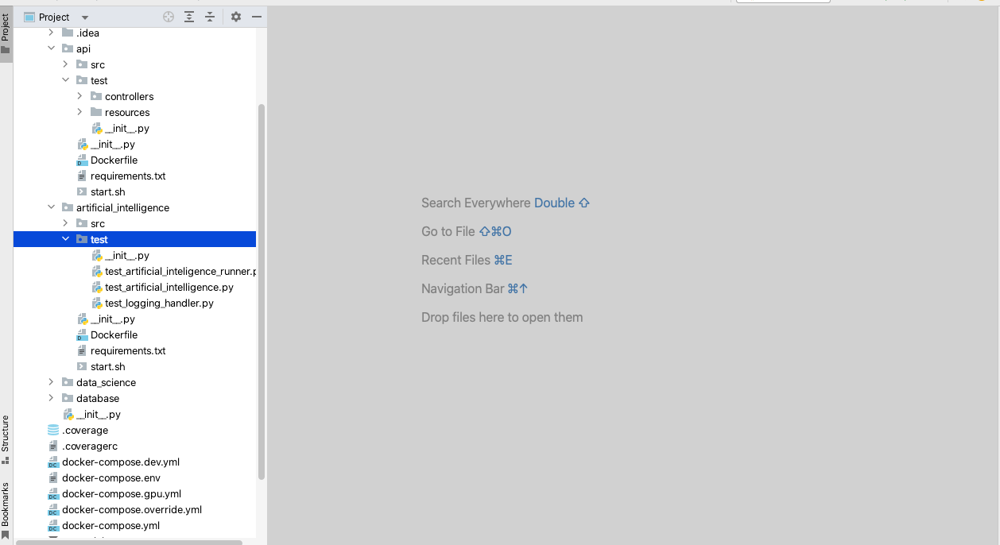 Project
.idea
api
src
test
controllers
resources
__init__.py
__init__.py
Dockerfile
requirements.txt
start.sh
artificial_intelligence
src
test
__init__.py
test_artificial_inteligence_runner.p
test_artificial_intelligence.py
test_logging_handler.py
__init__.py
Dockerfile
requirements.txt
start.sh
data_science
database
__init__.py
.coverage
.coveragerc
docker-compose.dev.yml
docker-compose.env
docker-compose.gpu.yml
docker-compose.override.yml
docker-compose.yml
Project
Structure
Bookmarks
Search Everywhere Double ⇧
Go to File ⇧⌘O
Recent Files ⌘E
Navigation Bar ⌘↑
Drop files here to open them